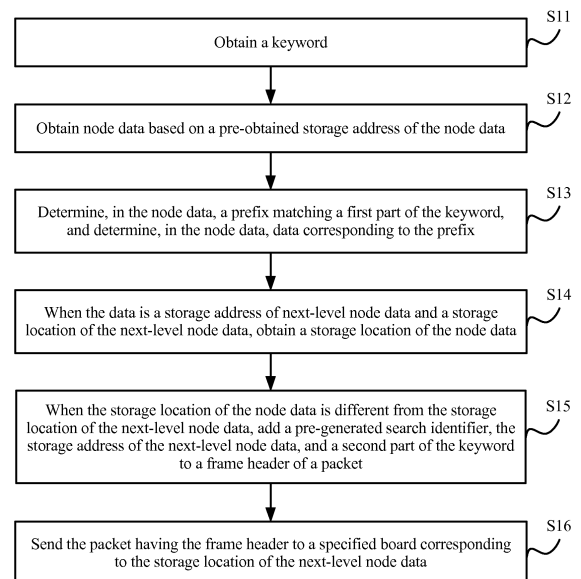 S11
Obtain a keyword
S12
Obtain node data based on a pre-obtained storage address of the node data
S13
Determine, in the node data, a prefix matching a first part of the keyword,
and determine, in the node data, data corresponding to the prefix
S14
When the data is a storage address of next-level node data and a storage
location of the next-level node data, obtain a storage location of the node data
S15
When the storage location of the node data is different from the storage
location of the next-level node data, add a pre-generated search identifier, the
storage address of the next-level node data, and a second part of the keyword
to a frame header of a packet
S16
Send the packet having the frame header to a specified board corresponding
to the storage location of the next-level node data